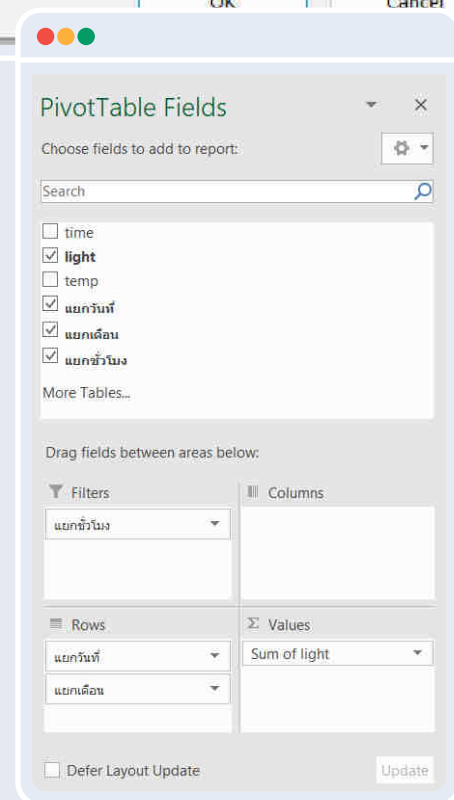 OK
Cancel
PivotTable Fields
Choose fields to add to report:
Search
time
light
temp
แยกวันที่
แยกเดือน
แยกชั่วโมง
More Tables...
Drag fields between areas below:
Filters
Columns
แยกชั่วโมง
Rows
Values
แยกวันที่
Sum of light
แยกเดือน
Defer Layout Update
Update